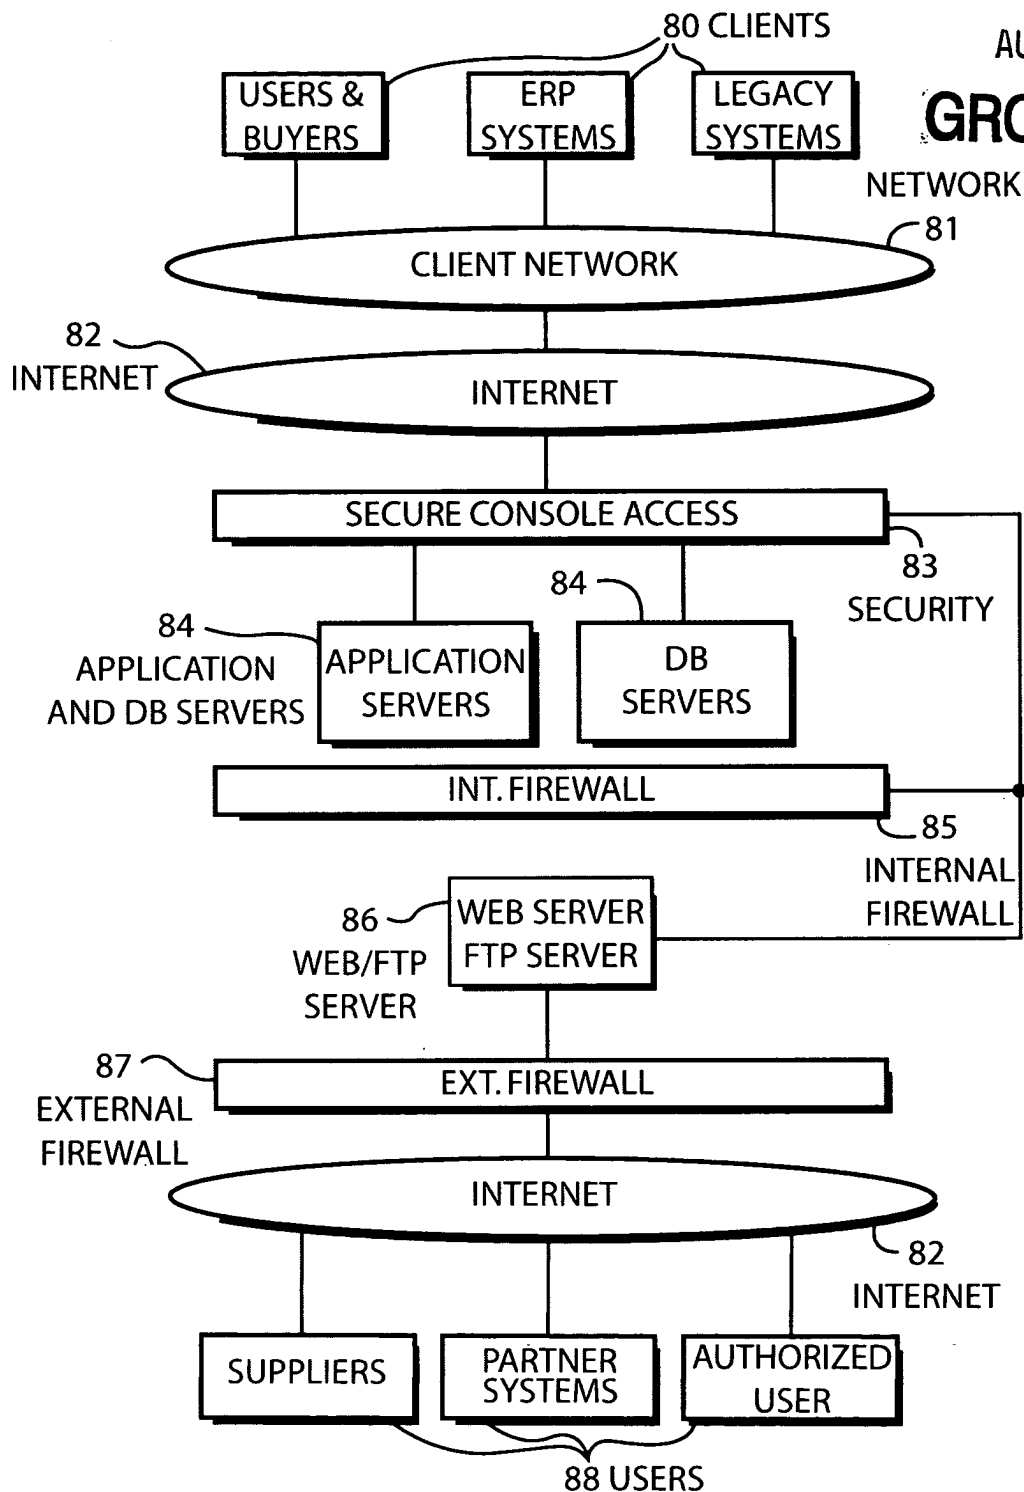 80 CLIENTS
USERS &
BUYERS
ERP
SYSTEMS
LEGACY
SYSTEMS
NETWORK
81
CLIENT NETWORK
82
INTERNET
INTERNET
SECURE CONSOLE ACCESS
83
SECURITY
84
APPLICATION
AND DB SERVERS
APPLICATION
SERVERS
84
DB
SERVERS
INT. FIREWALL
85
INTERNAL
FIREWALL
86
WEB/FTP
SERVER
WEB SERVER
FTP SERVER
87
EXTERNAL
FIREWALL
EXT. FIREWALL
INTERNET
82
INTERNET
SUPPLIERS
PARTNER
SYSTEMS
AUTHORIZED
USER
88 USERS